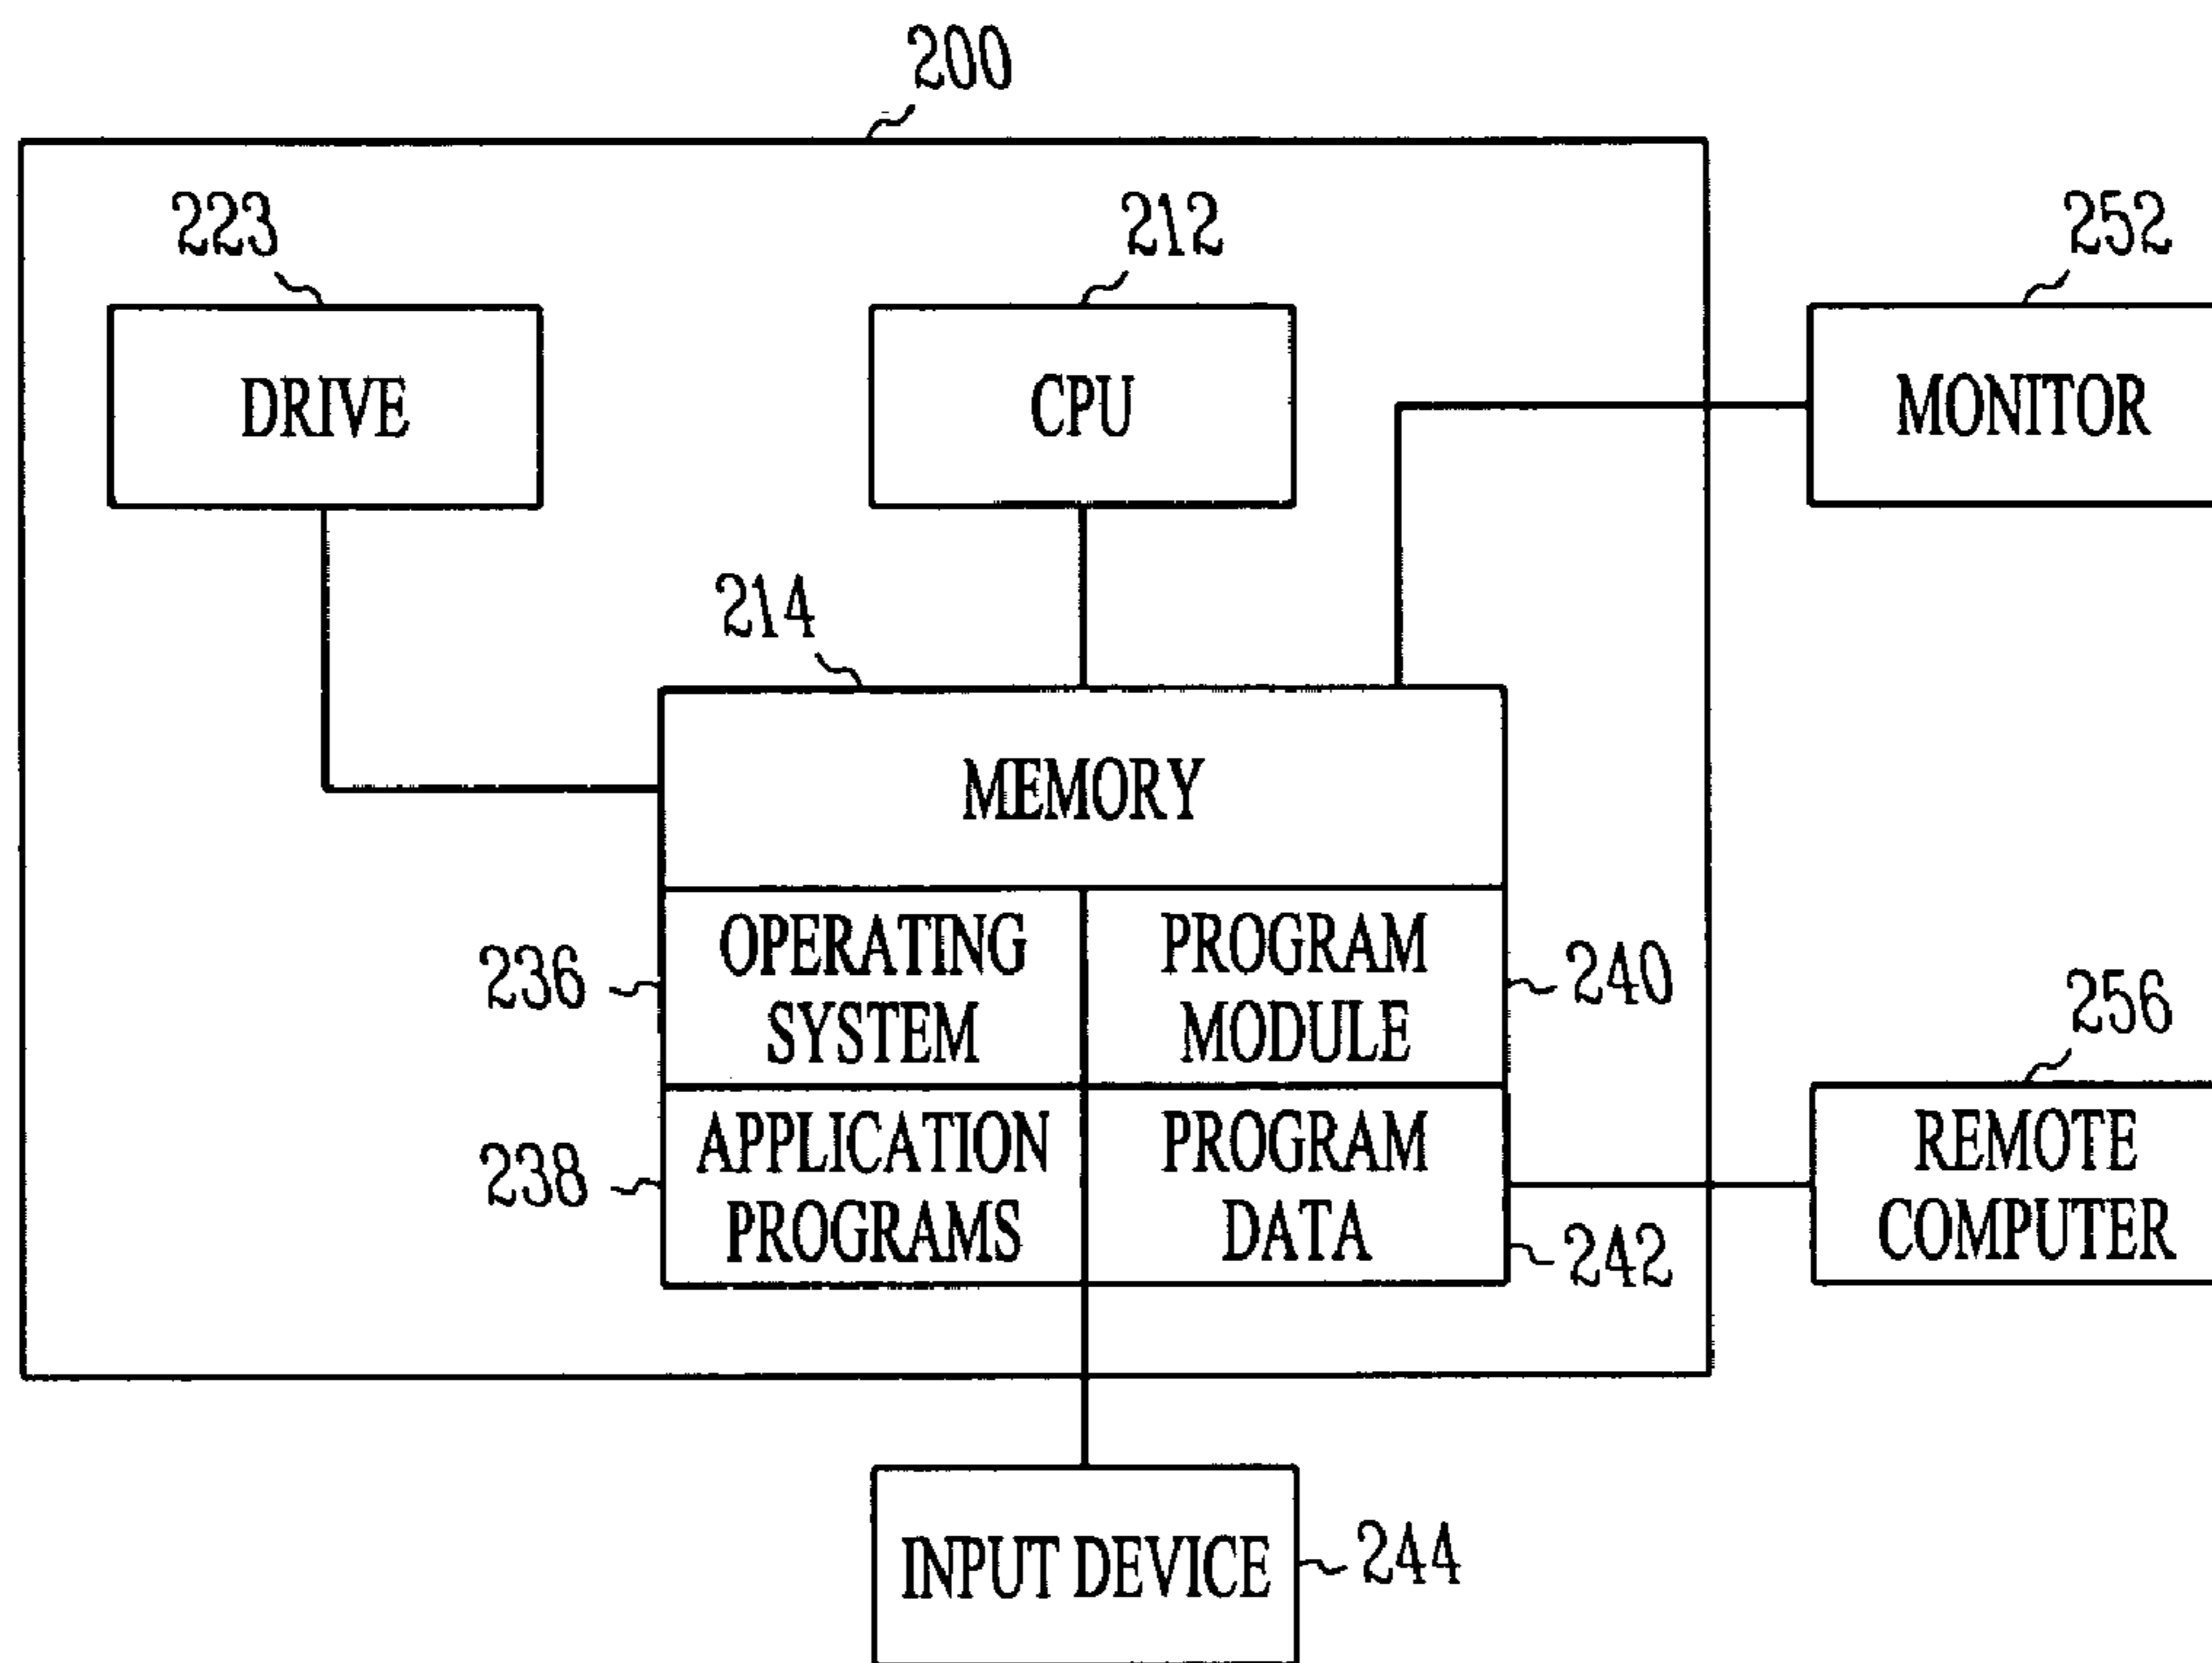 200
223
212
252
DRIVE
CPU
MONITOR
214
MEMORY
OPERATING
SYSTEM
PROGRAM
MODULE
236
240
256
APPLICATION
PROGRAMS
PROGRAM
DATA
238
242
REMOTE
COMPUTER
INPUT DEVICE
244